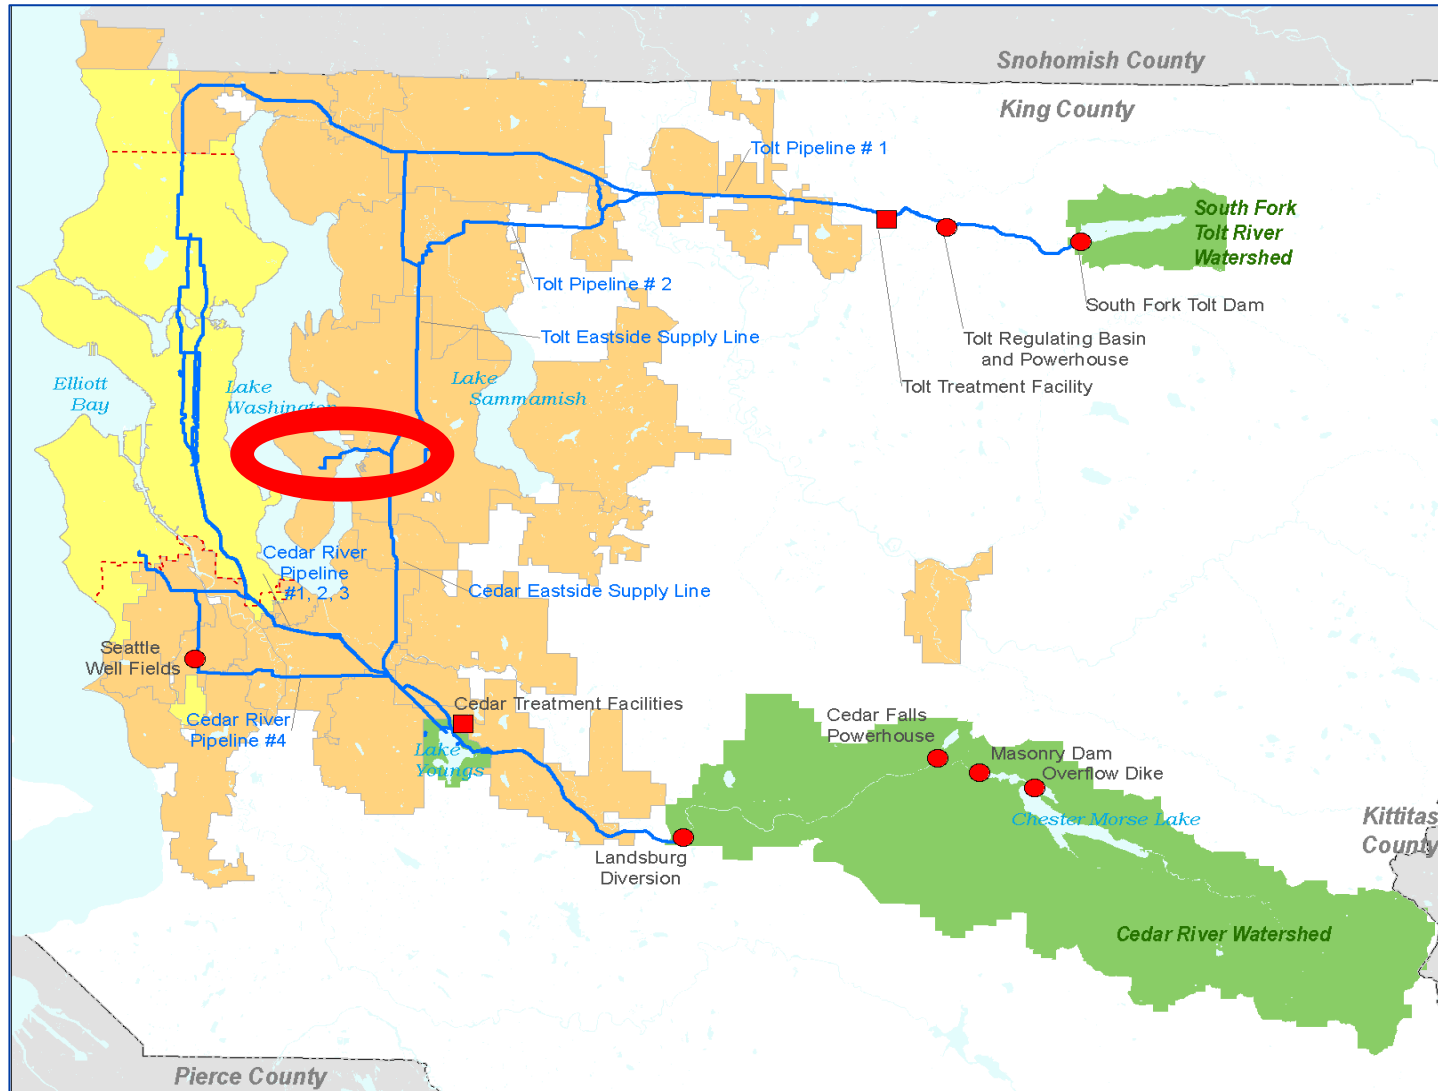 Snohomish County
King County
Tolt Pipeline # 1
South Fork
Tolt River
Watershed
Tolt Pipeline # 2
South Fork Tolt Dam
Tolt Eastside Supply Line
Tolt Regulating Basin
and Powerhouse
Tolt Treatment Facility
Elliott
Bay
Lake
Washington
Lake
Sammamish
Cedar River
Pipeline
#1, 2, 3
Cedar Eastside Supply Line
Seattle
Well Fields
Cedar River
Pipeline #4
Cedar Treatment Facilities
Lake
Youngs
Cedar Falls
Powerhouse
Masonry Dam
Overflow Dike
Chester Morse Lake
Kittitas
County
Landsburg
Diversion
Cedar River Watershed
Pierce County